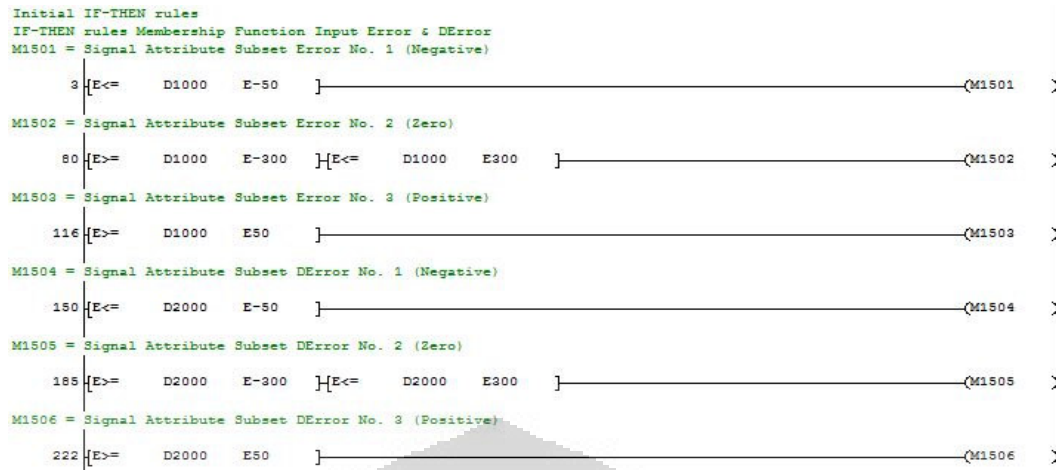 Initial IF-THEN rules
IF-THEN rules Membership Function Input Error & DError
M1501 = Signal Attribute Subset Error No. 1 (Negative)
3 [E<= D1000 E-50 ] (M1501 )
M1502 = Signal Attribute Subset Error No. 2 (Zero)
80 [E>= D1000 E-300 ] [E<= D1000 E300 ] (M1502 )
M1503 = Signal Attribute Subset Error No. 3 (Positive)
116 [E>= D1000 E50 ] (M1503 )
M1504 = Signal Attribute Subset DError No. 1 (Negative)
150 [E<= D2000 E-50 ] (M1504 )
M1505 = Signal Attribute Subset DError No. 2 (Zero)
185 [E>= D2000 E-300 ] [E<= D2000 E300 ] (M1505 )
M1506 = Signal Attribute Subset DError No. 3 (Positive)
222 [E>= D2000 E50 ] (M1506 )